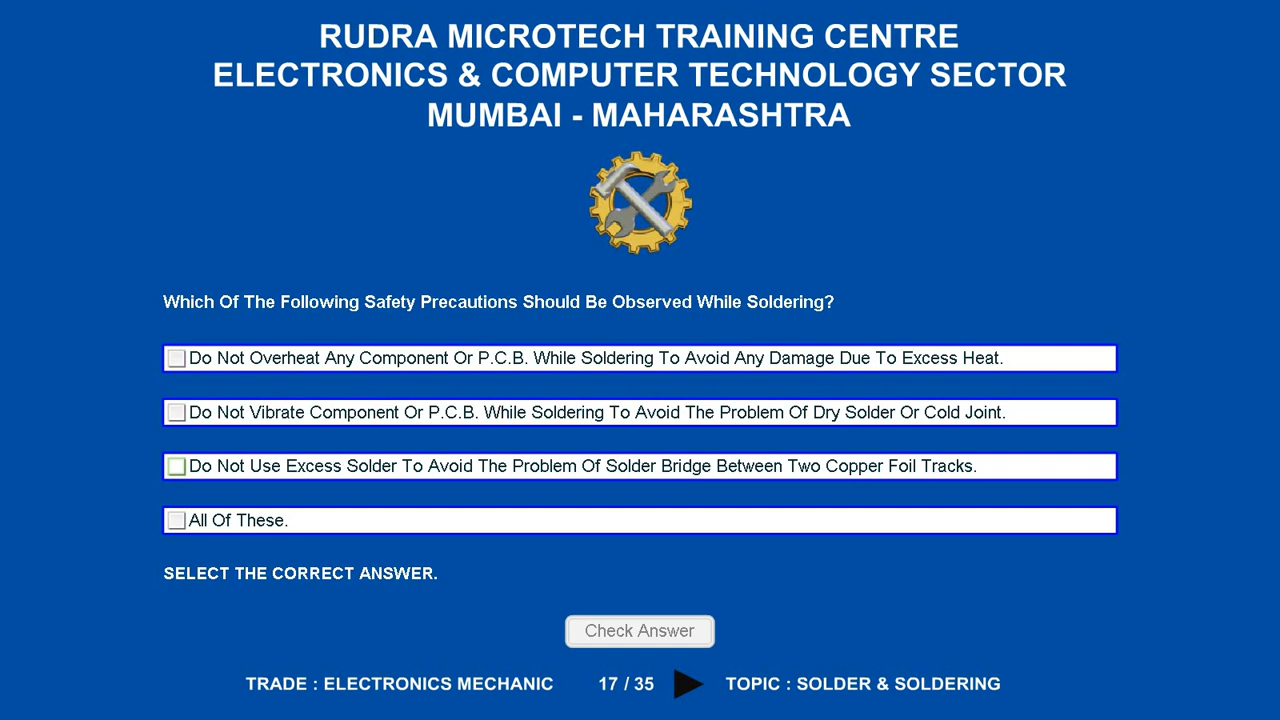 RUDRA MICROTECH TRAINING CENTRE
ELECTRONICS & COMPUTER TECHNOLOGY SECTOR
MUMBAI - MAHARASHTRA
Which Of The Following Safety Precautions Should Be Observed While Soldering?
Do Not Overheat Any Component Or P.C.B. While Soldering To Avoid Any Damage Due To Excess Heat.
Do Not Vibrate Component Or P.C.B. While Soldering To Avoid The Problem Of Dry Solder Or Cold Joint.
Do Not Use Excess Solder To Avoid The Problem Of Solder Bridge Between Two Copper Foil Tracks.
All Of These.
SELECT THE CORRECT ANSWER.
Check Answer
TRADE : ELECTRONICS MECHANIC 17 / 35 TOPIC : SOLDER & SOLDERING